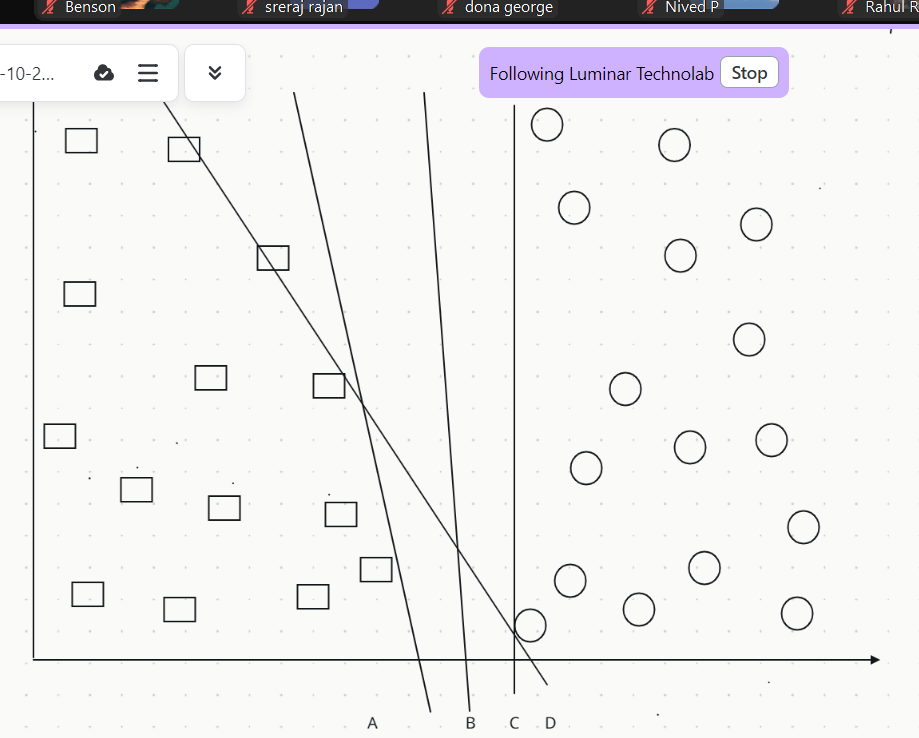 Benson sreraj rajan dona george Nived P Rahul R
-10-2... Following Luminar Technolab Stop
A B C D